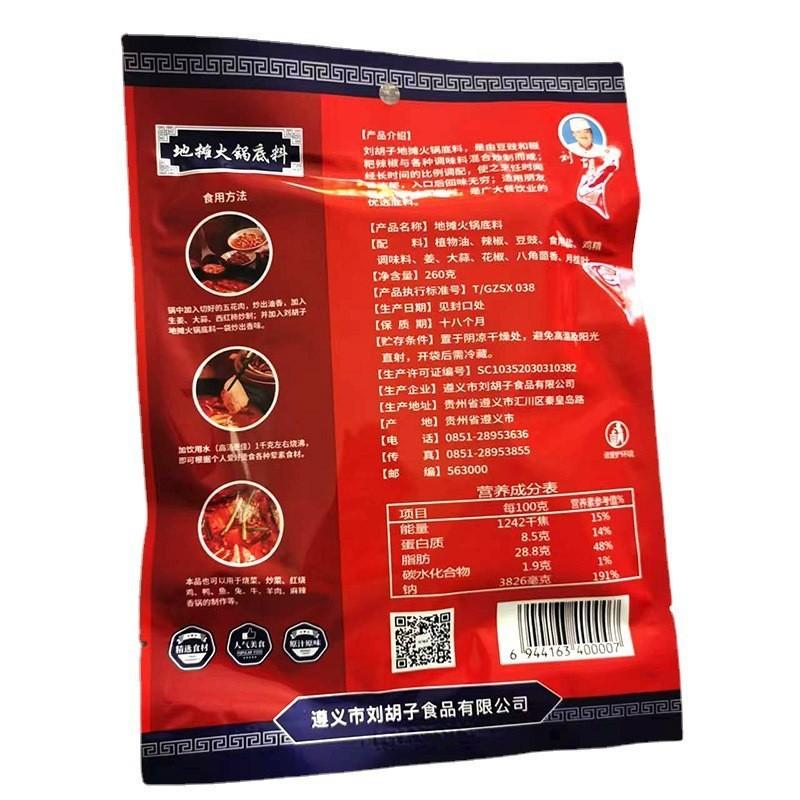 地摊火锅底料
食用方法
锅中加入切好的五花肉，炒出油香，加入
生姜、大蒜、西红柿炒制；并加入刘胡子
地摊火锅底料一袋炒出香味。
加饮用水（高汤更佳）1千克左右烧沸，
即可根据个人爱好涮食各种荤素食材。
本品也可以用于烧菜、炒菜、红烧
鸡、鸭、鱼、兔、牛、羊肉、麻辣
香锅的制作等。
精选食材
人气美食
POPULAR FOOD
原汁原味
【产品介绍】
刘胡子地摊火锅底料，是由豆豉和糍
粑辣椒与各种调味料混合炒制而成；
经长时间的比例调配，使之烹饪时间
入口后回味无穷；适用朋友
是广大餐饮业的
优选底料。
刘胡
【产品名称】地摊火锅底料
【配 料】植物油、辣椒、豆豉、食用盐、鸡精
调味料、姜、大蒜、花椒、八角茴香、月桂叶
【净含量】260克
【产品执行标准号】T/GZSX 038
【生产日期】见封口处
【保 质 期】十八个月
【贮存条件】置于阴凉干燥处，避免高温及阳光
直射，开袋后需冷藏。
【生产许可证编号】SC10352030310382
【生产企业】遵义市刘胡子食品有限公司
【生产地址】贵州省遵义市汇川区秦皇岛路
【产 地】贵州省遵义市
【电 话】0851-28953636
【传 真】0851-28953855
【邮 编】563000
营养成分表
项目 每100克 营养素参考值%
能量 1242千焦 15%
蛋白质 8.5克 14%
脂肪 28.8克 48%
碳水化合物 1.9克 1%
钠 3826毫克 191%
6 944163 400007
遵义市刘胡子食品有限公司